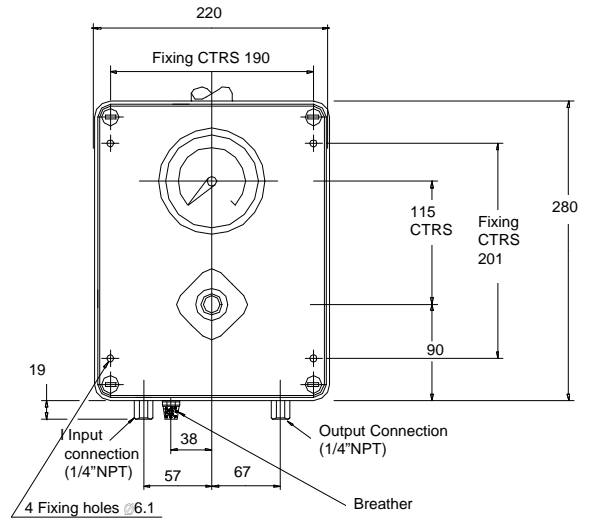 220
Fixing CTRS 190
115
CTRS
Fixing
CTRS
201
280
90
19
I Input
connection
(1/4"NPT)
38
57
67
Output Connection
(1/4"NPT)
Breather
4 Fixing holes ∅6.1